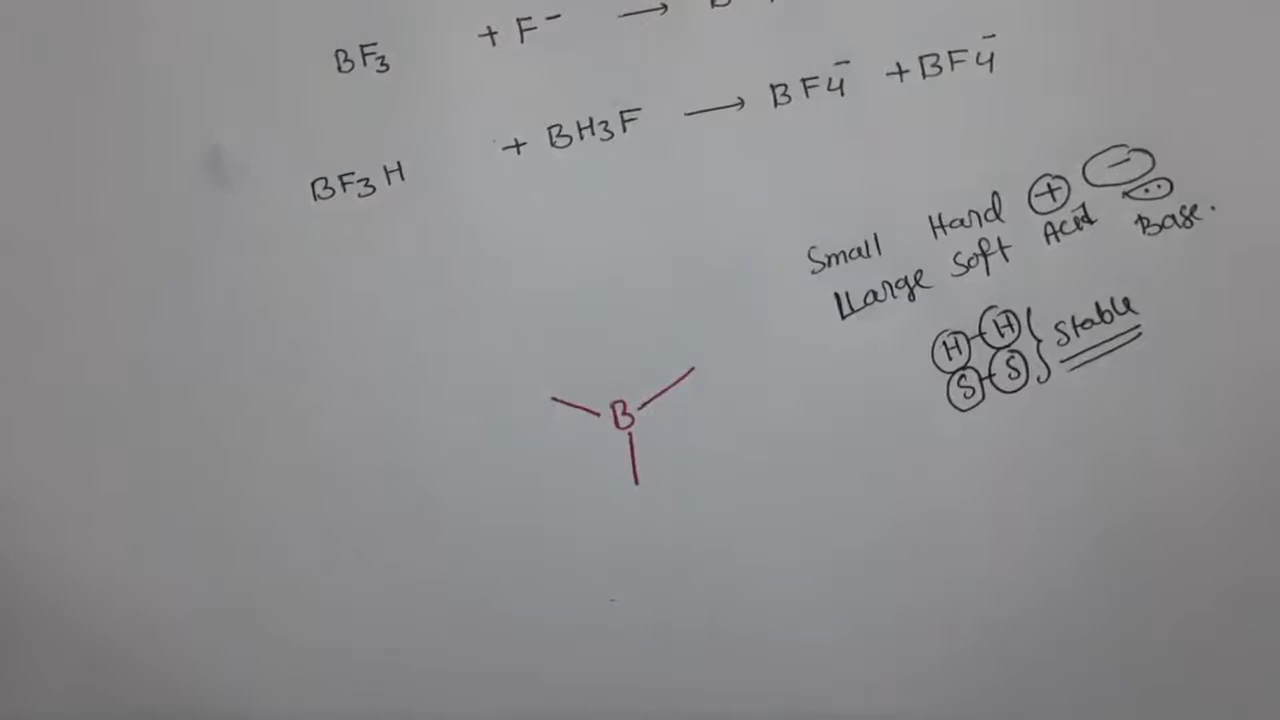 BF3 + F⁻ →
BF3H + BH3F → BF4⁻ + BF4⁻
Small Hard + −
Large Soft Acid Base.
H-H } Stable
S-S
B